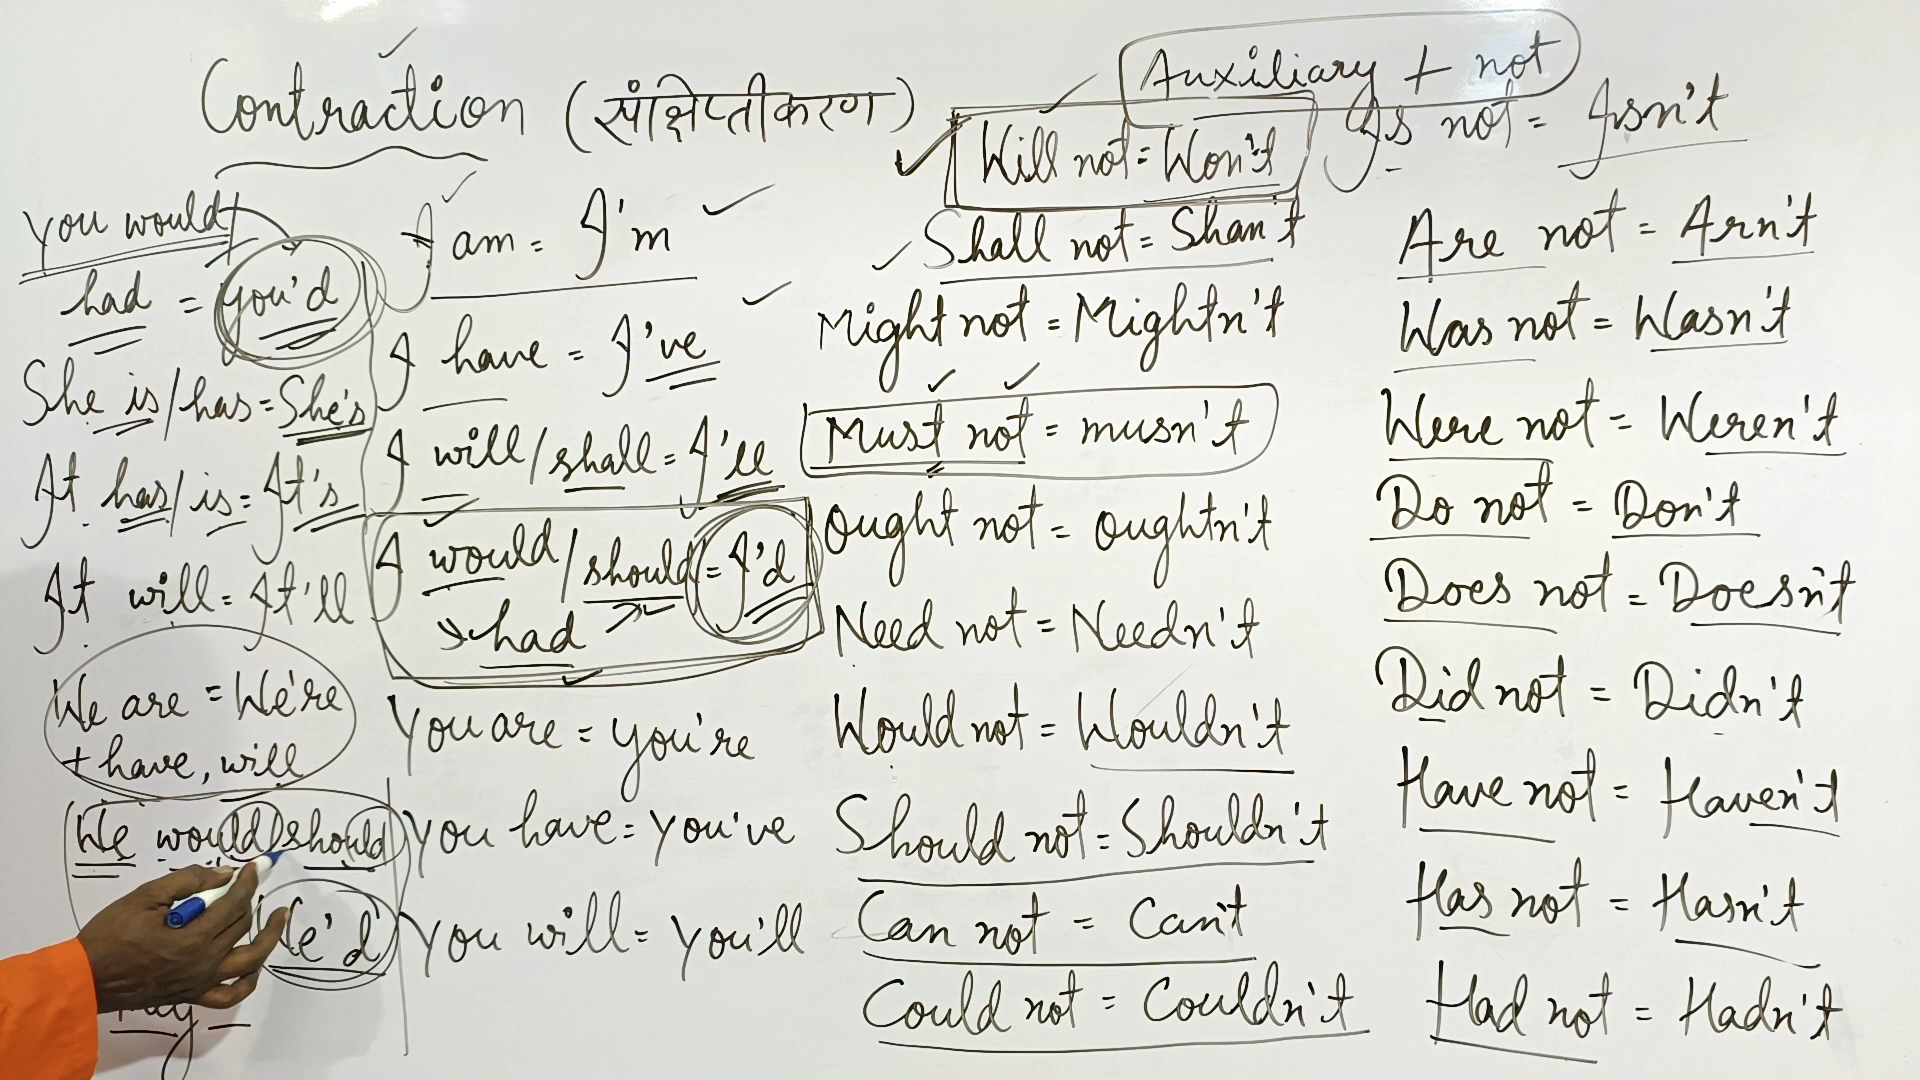 Contraction (संक्षिप्तीकरण)
You would/
had = you'd
She is/has = She's
It has/is = It's
It will = It'll
We are = We're
+ have, will
We would/should
I am = I'm
I have = I've
I will/shall = I'll
I would/should = I'd
→ had
You are = you're
you have = you've
you will = you'll
Auxiliary + not
Will not = Won't
Shall not = Shan't
Might not = Mightn't
Must not = musn't
Ought not = oughtn't
Need not = Needn't
Would not = Wouldn't
Should not = Shouldn't
Can not = Can't
Could not = Couldn't
Is not = Isn't
Are not = Arn't
Was not = Wasn't
Were not = Weren't
Do not = Don't
Does not = Doesn't
Did not = Didn't
Have not = Haven't
Has not = Hasn't
Had not = Hadn't